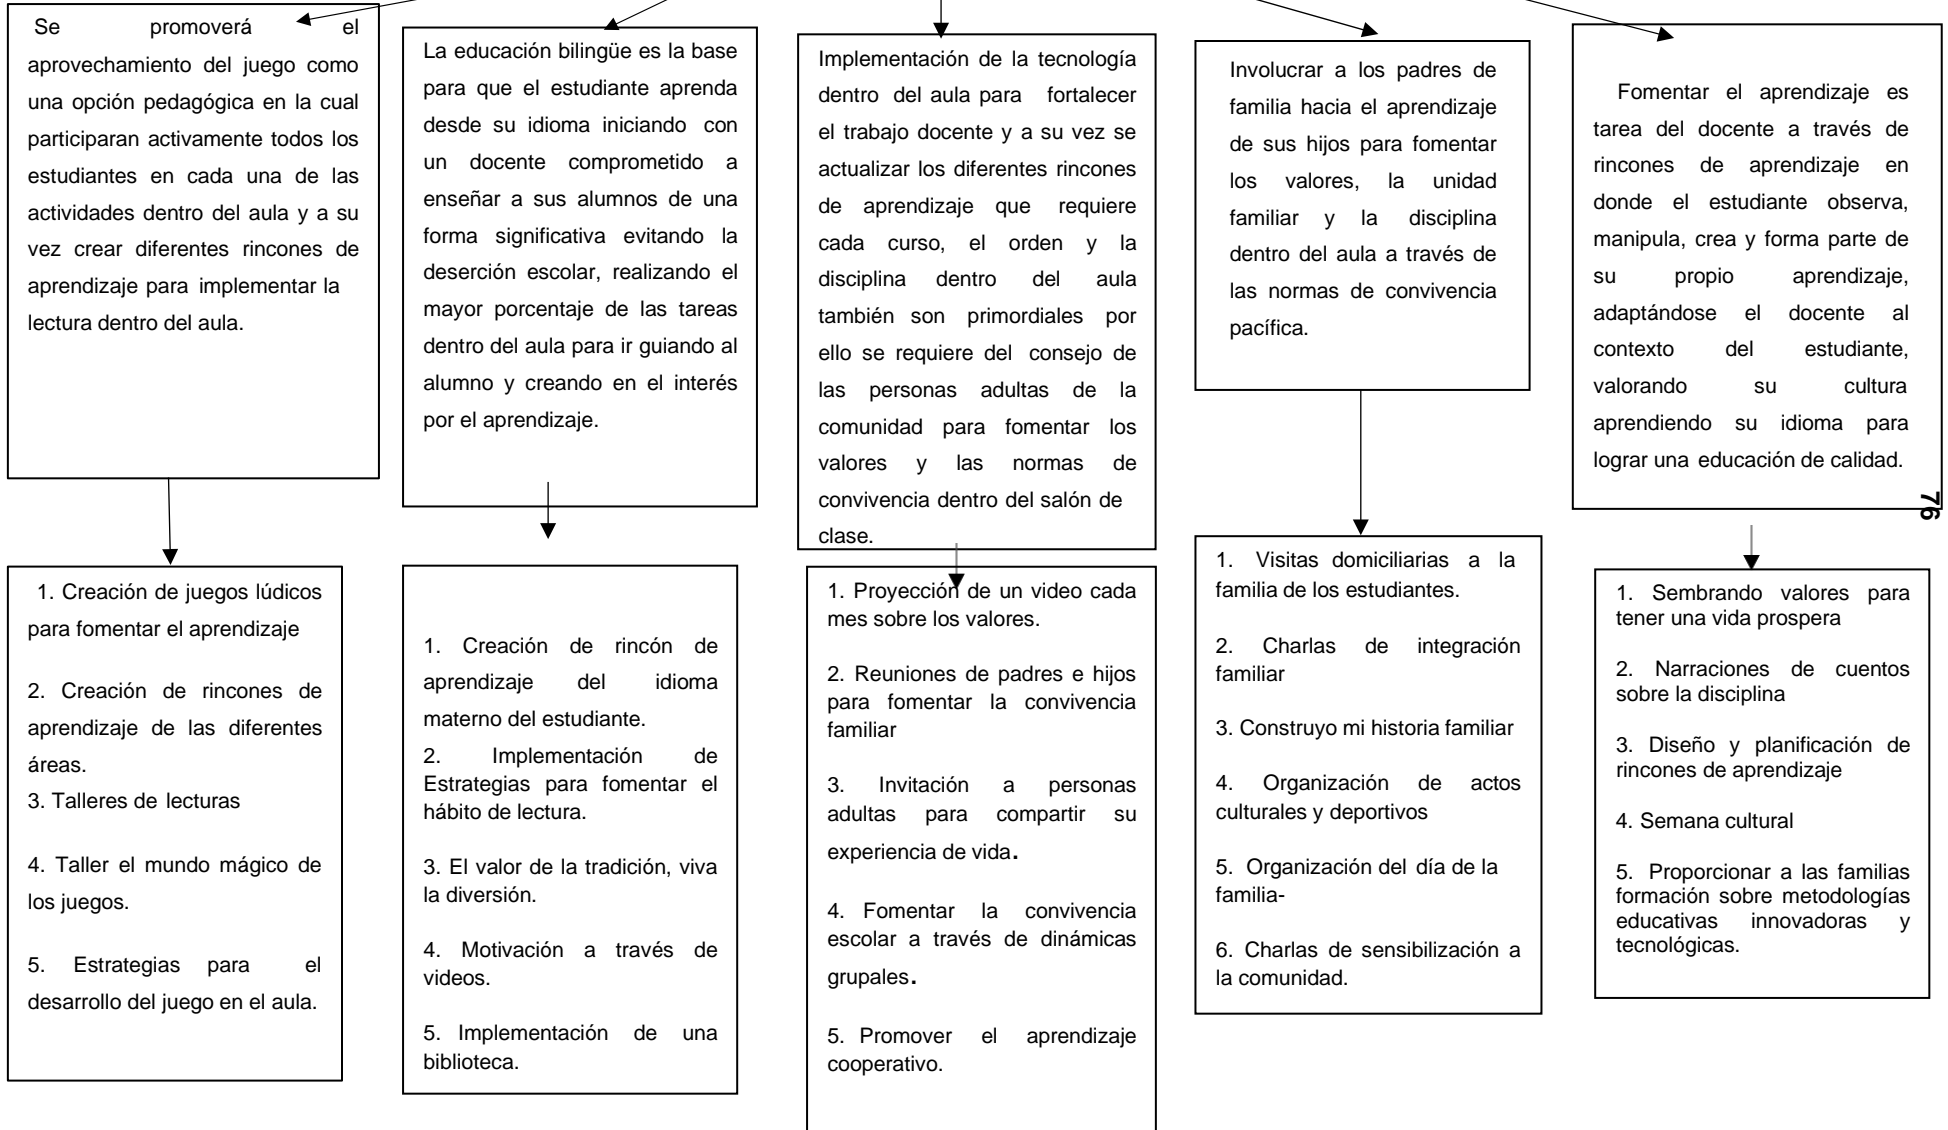 Se promoverá el
aprovechamiento del juego como
una opción pedagógica en la cual
participaran activamente todos los
estudiantes en cada una de las
actividades dentro del aula y a su
vez crear diferentes rincones de
aprendizaje para implementar la
lectura dentro del aula.
La educación bilingüe es la base
para que el estudiante aprenda
desde su idioma iniciando con
un docente comprometido a
enseñar a sus alumnos de una
forma significativa evitando la
deserción escolar, realizando el
mayor porcentaje de las tareas
dentro del aula para ir guiando al
alumno y creando en el interés
por el aprendizaje.
Implementación de la tecnología
dentro del aula para fortalecer
el trabajo docente y a su vez se
actualizar los diferentes rincones
de aprendizaje que requiere
cada curso, el orden y la
disciplina dentro del aula
también son primordiales por
ello se requiere del consejo de
las personas adultas de la
comunidad para fomentar los
valores y las normas de
convivencia dentro del salón de
clase.
Involucrar a los padres de
familia hacia el aprendizaje
de sus hijos para fomentar
los valores, la unidad
familiar y la disciplina
dentro del aula a través de
las normas de convivencia
pacífica.
Fomentar el aprendizaje es
tarea del docente a través de
rincones de aprendizaje en
donde el estudiante observa,
manipula, crea y forma parte de
su propio aprendizaje,
adaptándose el docente al
contexto del estudiante,
valorando su cultura
aprendiendo su idioma para
lograr una educación de calidad.
76
1. Creación de juegos lúdicos
para fomentar el aprendizaje
2. Creación de rincones de
aprendizaje de las diferentes
áreas.
3. Talleres de lecturas
4. Taller el mundo mágico de
los juegos.
5. Estrategias para el
desarrollo del juego en el aula.
1. Creación de rincón de
aprendizaje del idioma
materno del estudiante.
2. Implementación de
Estrategias para fomentar el
hábito de lectura.
3. El valor de la tradición, viva
la diversión.
4. Motivación a través de
videos.
5. Implementación de una
biblioteca.
1. Proyección de un video cada
mes sobre los valores.
2. Reuniones de padres e hijos
para fomentar la convivencia
familiar
3. Invitación a personas
adultas para compartir su
experiencia de vida.
4. Fomentar la convivencia
escolar a través de dinámicas
grupales.
5. Promover el aprendizaje
cooperativo.
1. Visitas domiciliarias a la
familia de los estudiantes.
2. Charlas de integración
familiar
3. Construyo mi historia familiar
4. Organización de actos
culturales y deportivos
5. Organización del día de la
familia-
6. Charlas de sensibilización a
la comunidad.
1. Sembrando valores para
tener una vida prospera
2. Narraciones de cuentos
sobre la disciplina
3. Diseño y planificación de
rincones de aprendizaje
4. Semana cultural
5. Proporcionar a las familias
formación sobre metodologías
educativas innovadoras y
tecnológicas.